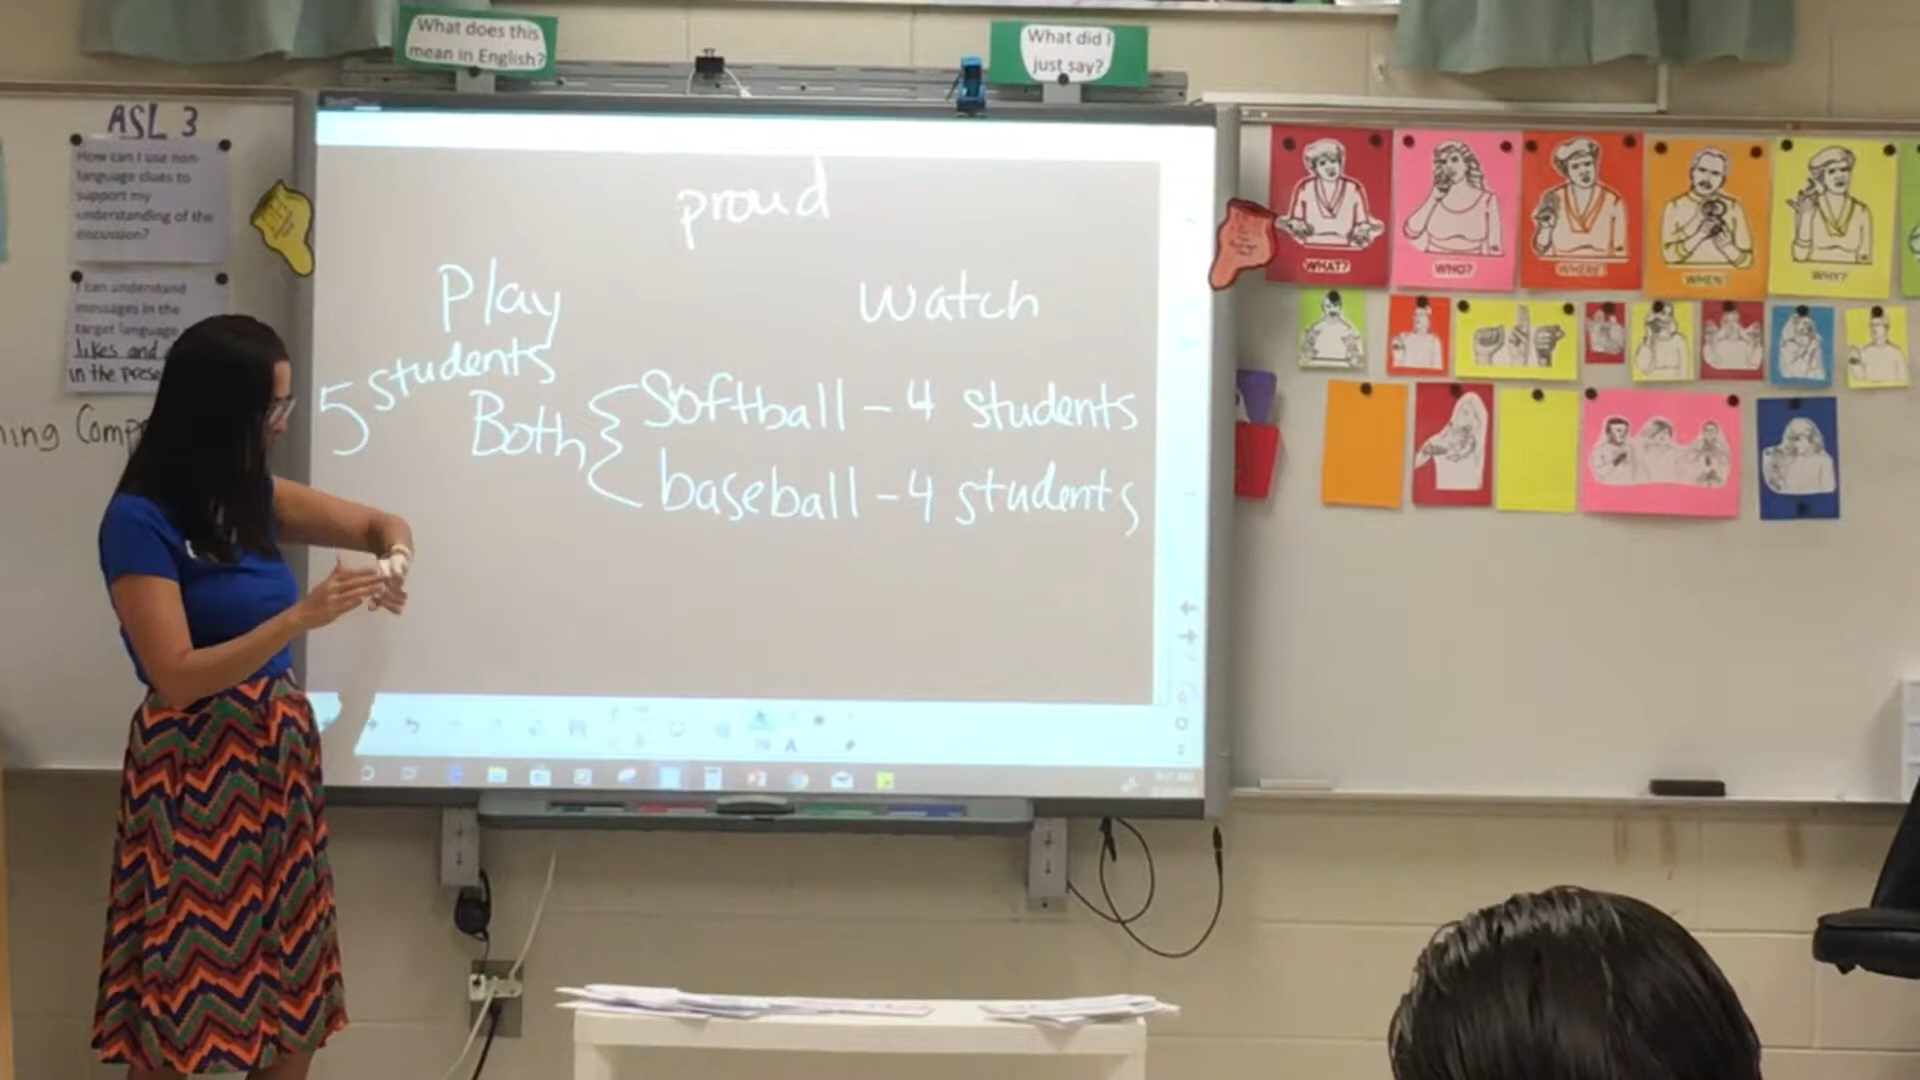 What does this
mean in English?
What did I
just say?
ASL 3
How can I use non-
language clues to
support my
understanding of the
discussion?
I can understand
messages in the
target language
likes and
in the
ning
proud
Play
watch
5 students
Both { Softball - 4 students
baseball - 4 students
WHAT?
WHO?
WHERE?
WHEN?
WHY?